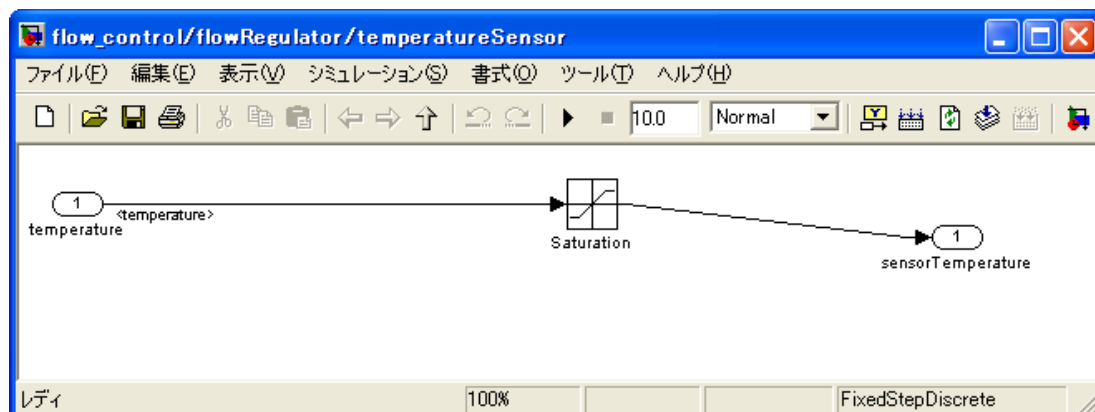 flow_control/flowRegulator/temperatureSensor
ファイル(F) 編集(E) 表示(V) シミュレーション(S) 書式(O) ツール(T) ヘルプ(H)
10.0 Normal
1
<temperature>
temperature
Saturation
1
sensorTemperature
レディ 100% FixedStepDiscrete